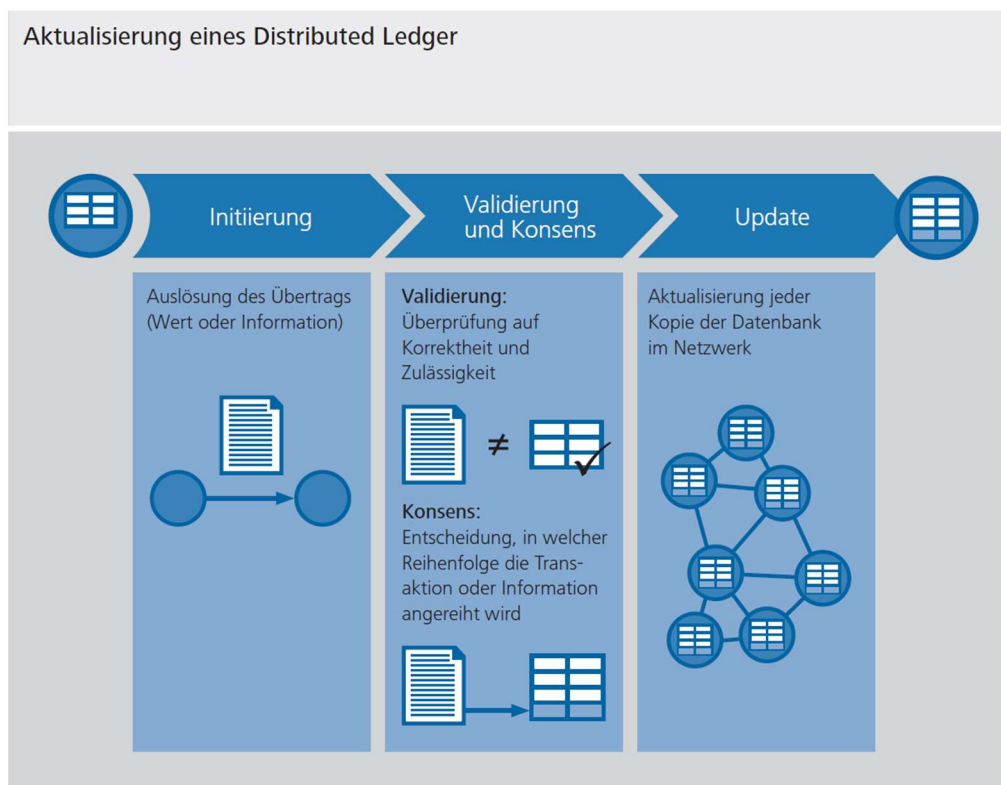 Aktualisierung eines Distributed Ledger
Initiierung
Validierung
und Konsens
Update
Auslösung des Übertrags
(Wert oder Information)
Validierung:
Überprüfung auf
Korrektheit und
Zulässigkeit
≠
Konsens:
Entscheidung, in welcher
Reihenfolge die Trans-
aktion oder Information
angereiht wird
Aktualisierung jeder
Kopie der Datenbank
im Netzwerk